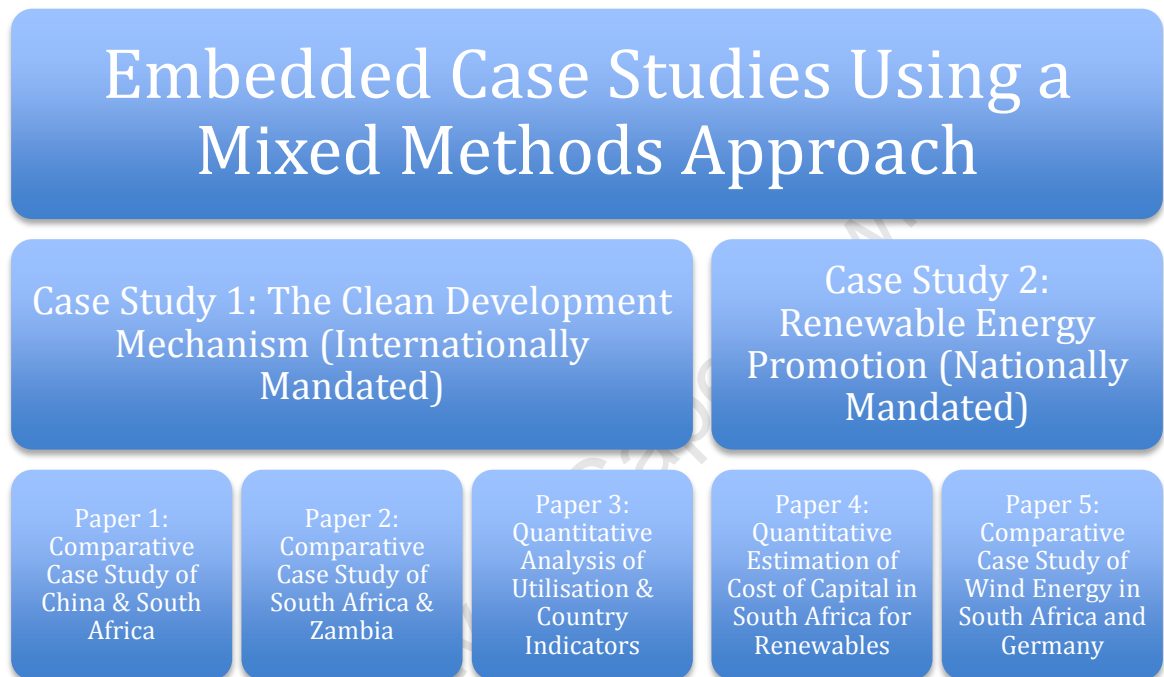 Embedded Case Studies Using a
Mixed Methods Approach
Case Study 1: The Clean Development
Mechanism (Internationally
Mandated)
Case Study 2:
Renewable Energy
Promotion (Nationally
Mandated)
Paper 1:
Comparative
Case Study of
China & South
Africa
Paper 2:
Comparative
Case Study of
South Africa &
Zambia
Paper 3:
Quantitative
Analysis of
Utilisation &
Country
Indicators
Paper 4:
Quantitative
Estimation of
Cost of Capital in
South Africa for
Renewables
Paper 5:
Comparative
Case Study of
Wind Energy in
South Africa and
Germany